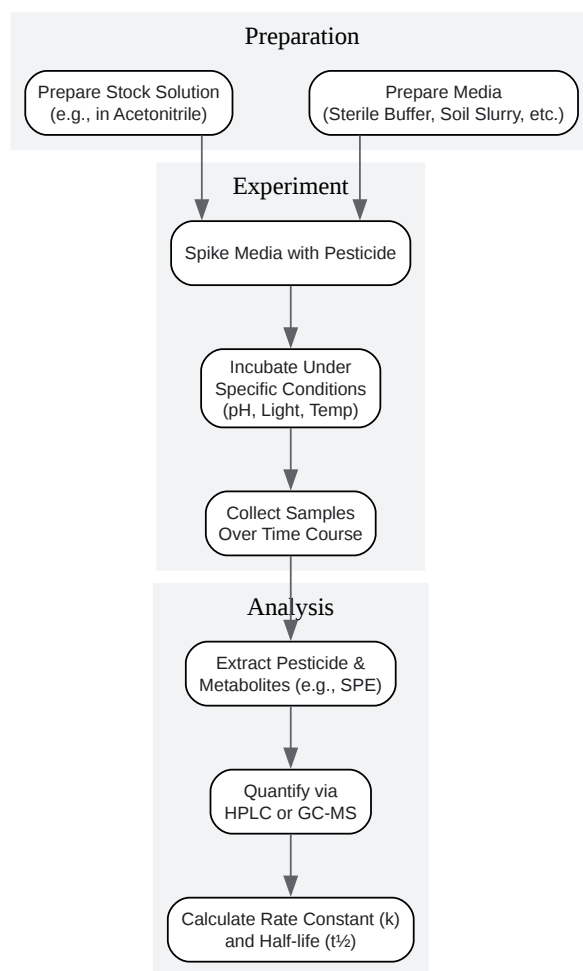 Preparation
Prepare Stock Solution
(e.g., in Acetonitrile)
Prepare Media
(Sterile Buffer, Soil Slurry, etc.)
Experiment
Spike Media with Pesticide
Incubate Under
Specific Conditions
(pH, Light, Temp)
Collect Samples
Over Time Course
Analysis
Extract Pesticide &
Metabolites (e.g., SPE)
Quantify via
HPLC or GC-MS
Calculate Rate Constant (k)
and Half-life (t½)